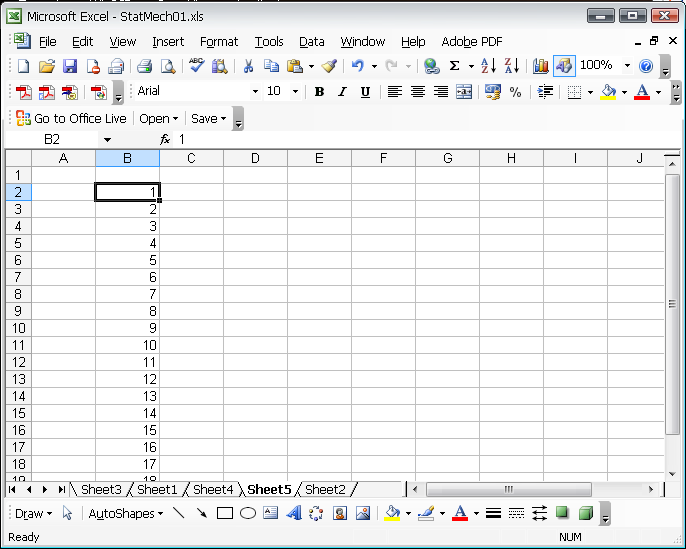 Microsoft Excel - StatMech01.xls
File Edit View Insert Format Tools Data Window Help Adobe PDF
ABC Σ A Z Z A 100%
Arial 10 B I U % A
Go to Office Live Open Save
B2 fx 1
A B C D E F G H I J
1
2 1
3 2
4 3
5 4
6 5
7 6
8 7
9 8
10 9
11 10
12 11
13 12
14 13
15 14
16 15
17 16
18 17
19 18
Sheet3 Sheet1 Sheet4 Sheet5 Sheet2
Draw AutoShapes A A
Ready NUM